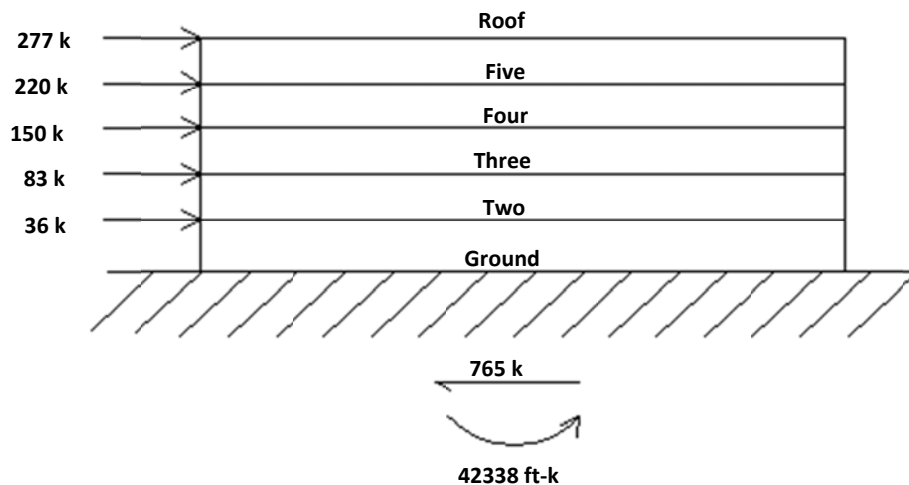 Roof
277 k
Five
220 k
Four
150 k
Three
83 k
Two
36 k
Ground
765 k
42338 ft-k